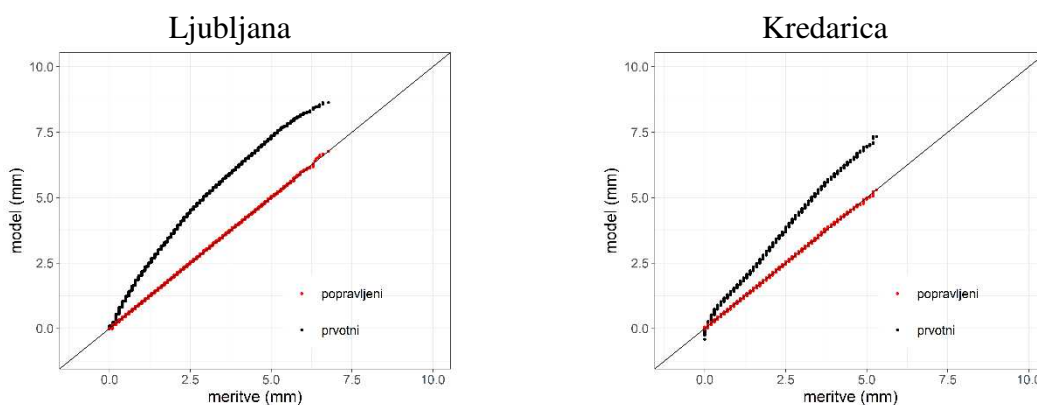 Ljubljana
10.0
7.5
5.0
2.5
0.0
model (mm)
popravljeni
prvotni
0.0 2.5 5.0 7.5 10.0
meritve (mm)
Kredarica
10.0
7.5
5.0
2.5
0.0
model (mm)
popravljeni
prvotni
0.0 2.5 5.0 7.5 10.0
meritve (mm)